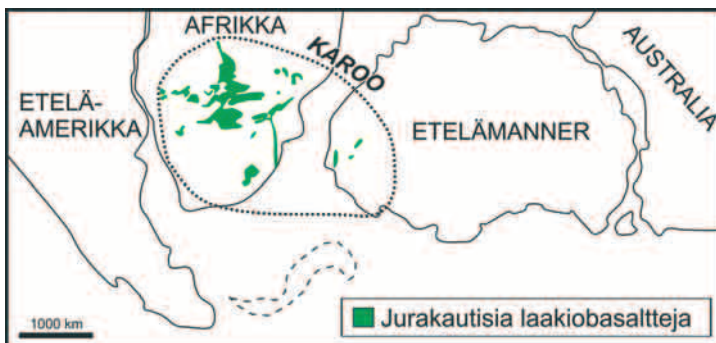 AFRIKKA
KAROO
AUSTRALIA
ETELÄ-
AMERIKKA
ETELÄMANNER
1000 km
Jurakautisia laakiobasaltteja